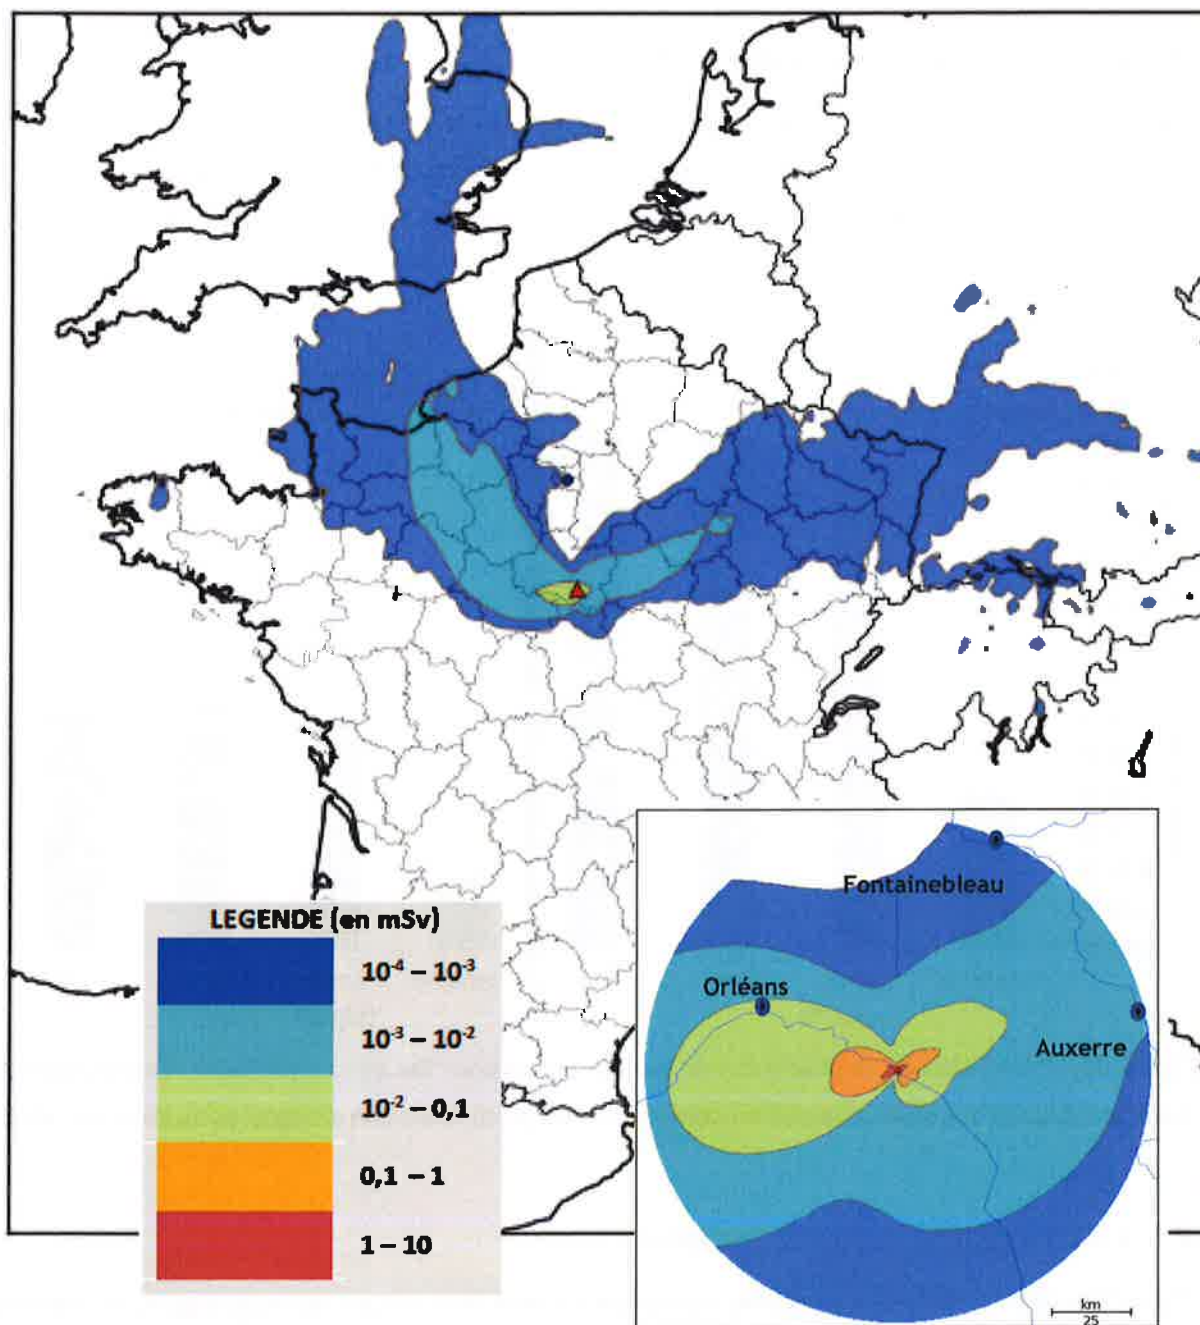 Fontainebleau
Orléans
Auxerre
km
25
LEGENDE (en mSv)
10⁻⁴ – 10⁻³
10⁻³ – 10⁻²
10⁻² – 0,1
0,1 – 1
1 – 10